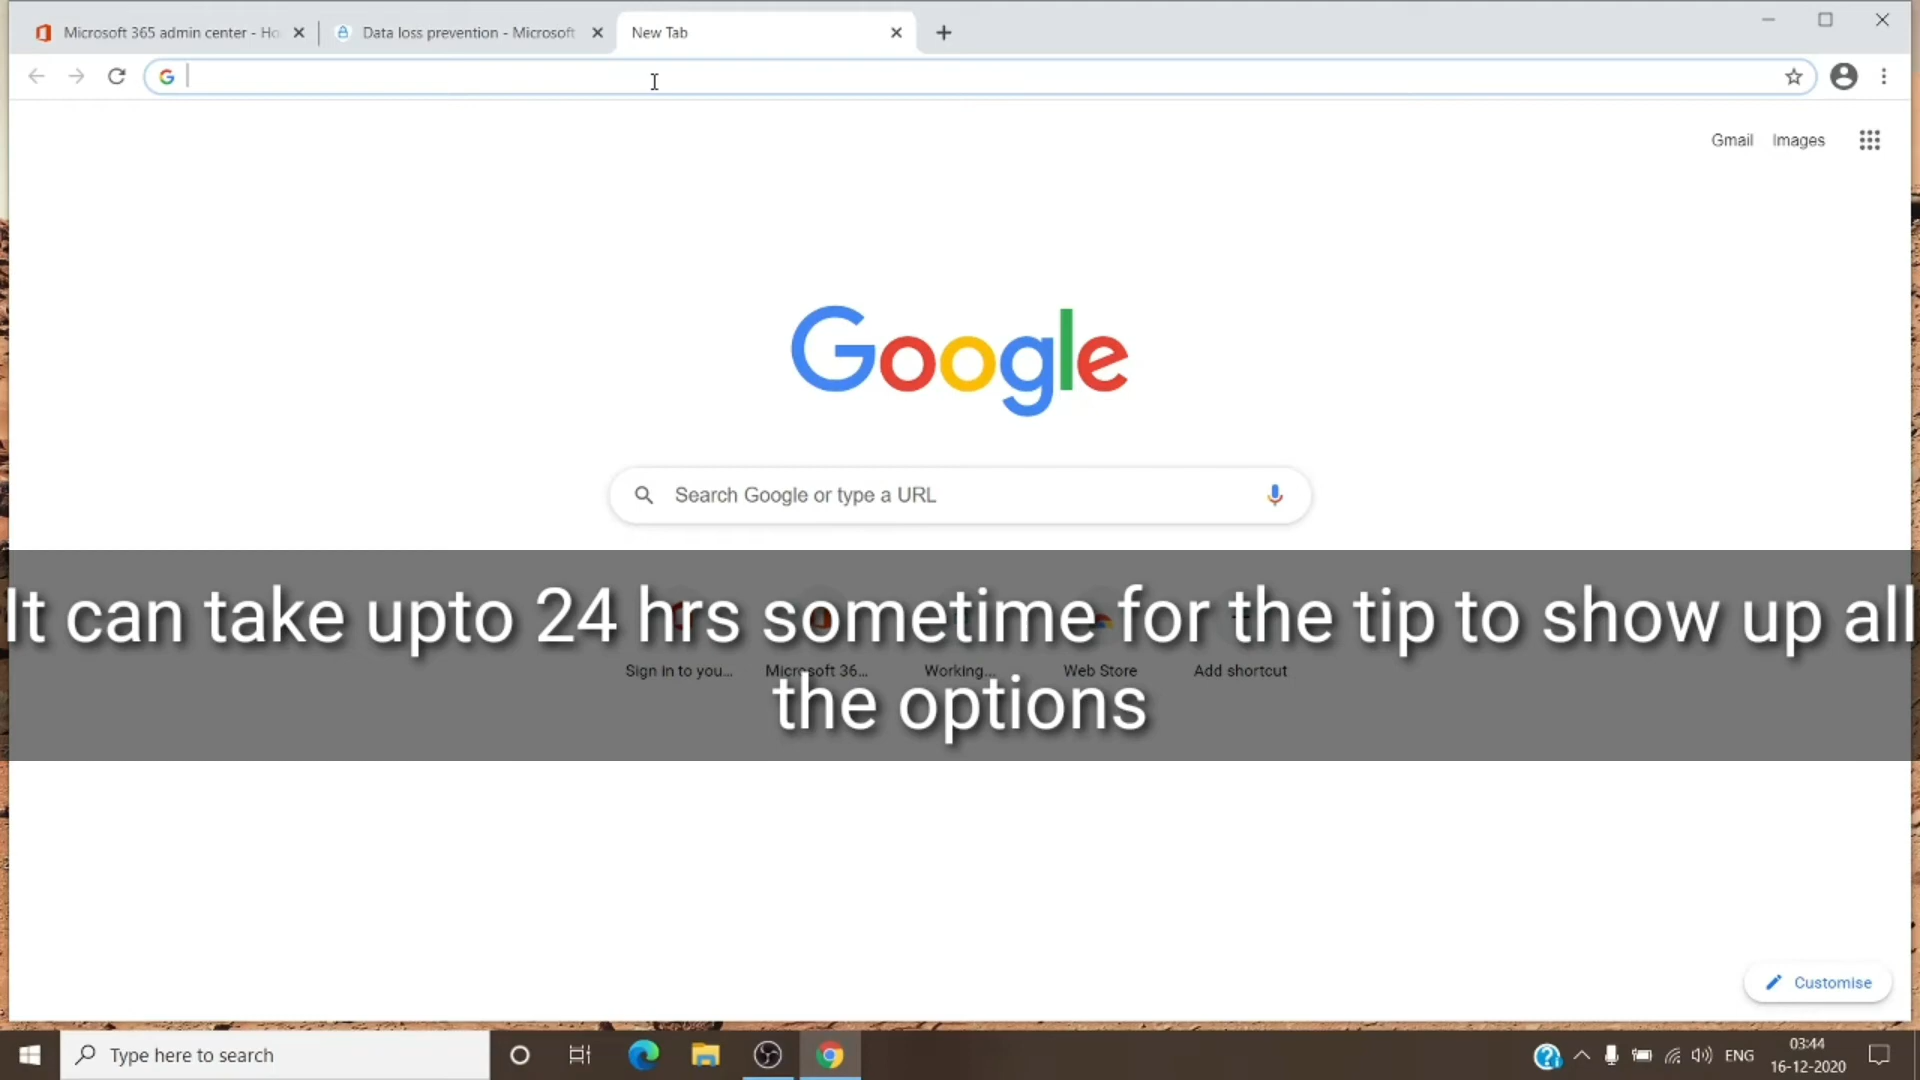 Microsoft 365 admin center - Ho
Data loss prevention - Microsoft
New Tab
Gmail
Images
Google
Search Google or type a URL
It can take upto 24 hrs sometime for the tip to show up all
the options
Sign in to you...
Microsoft 36...
Working...
Web Store
Add shortcut
Customise
Type here to search
ENG
03:44
16-12-2020